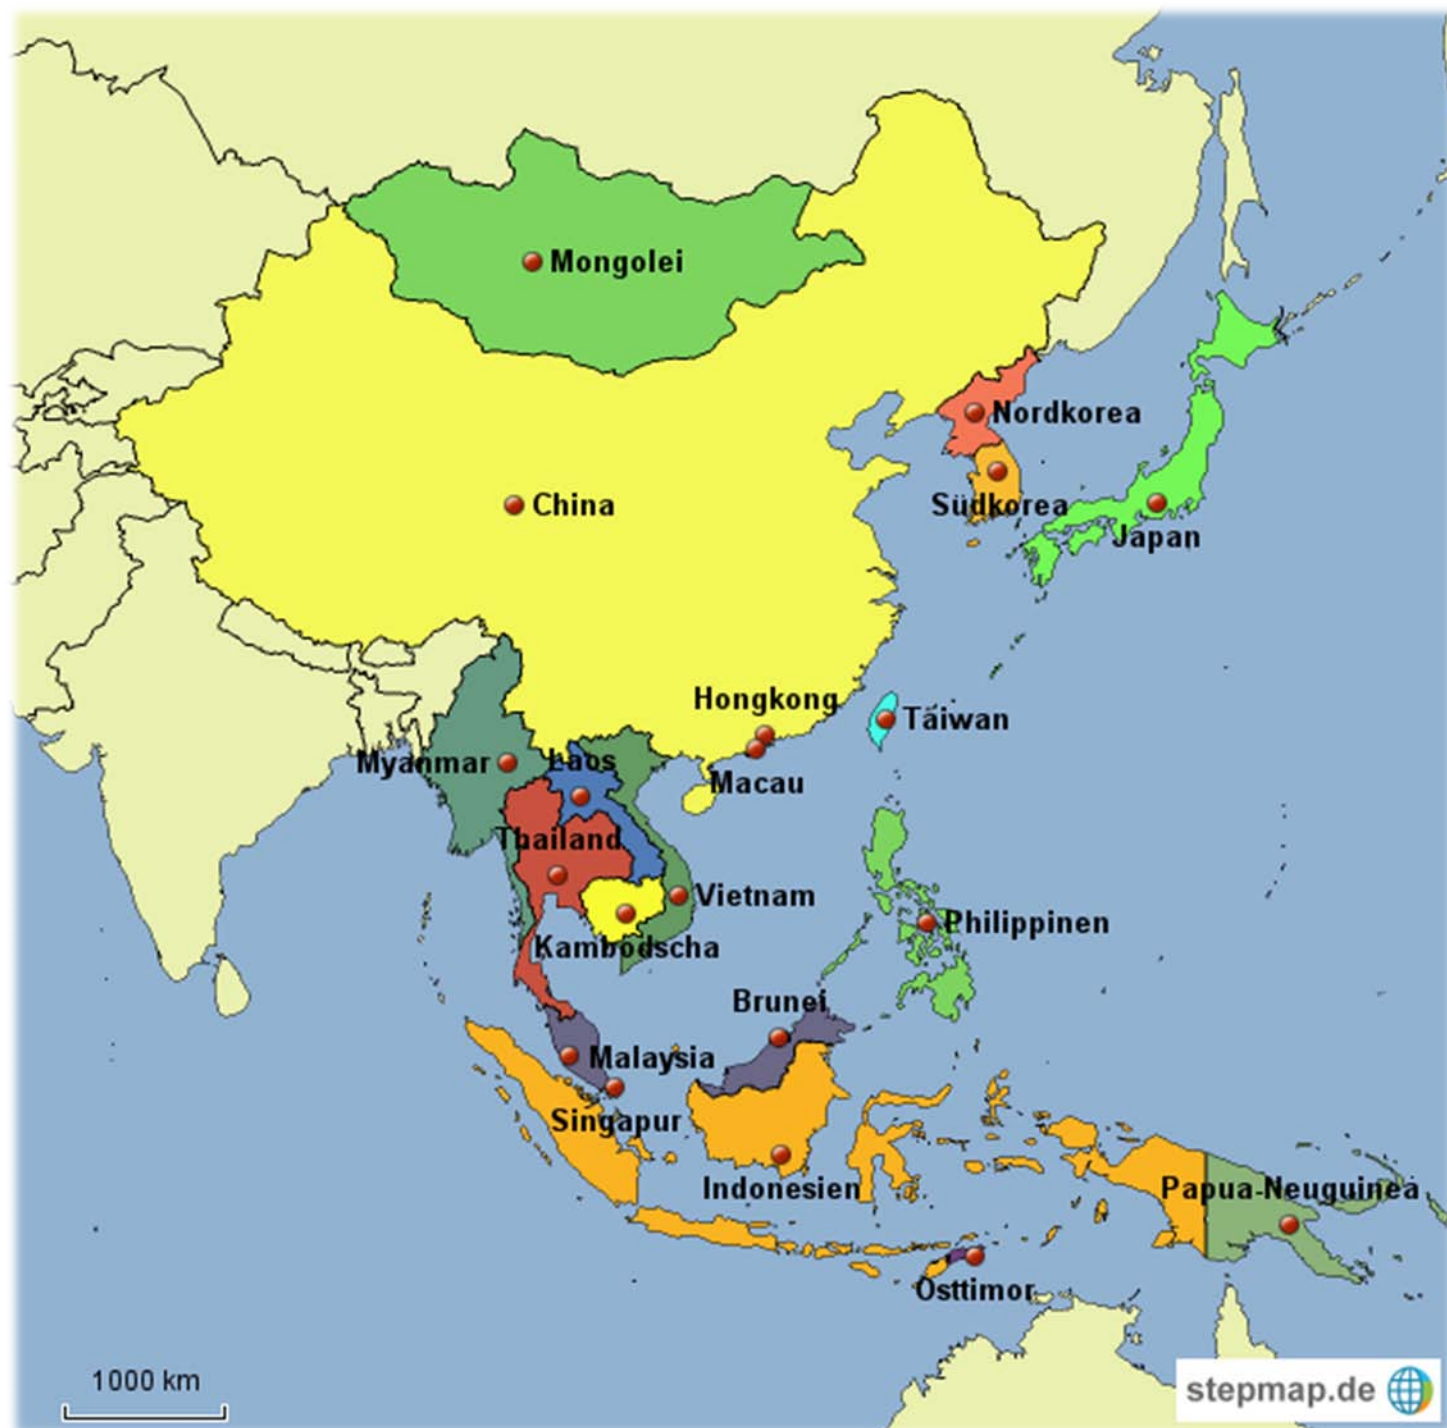 Mongolei
Nordkorea
China
Südkorea
Japan
Hongkong
Taiwan
Myanmar
Laos
Macau
Thailand
Vietnam
Philippinen
Kambodscha
Brunei
Malaysia
Singapur
Indonesien
Papua-Neuguinea
Osttimor
1000 km
stepmap.de